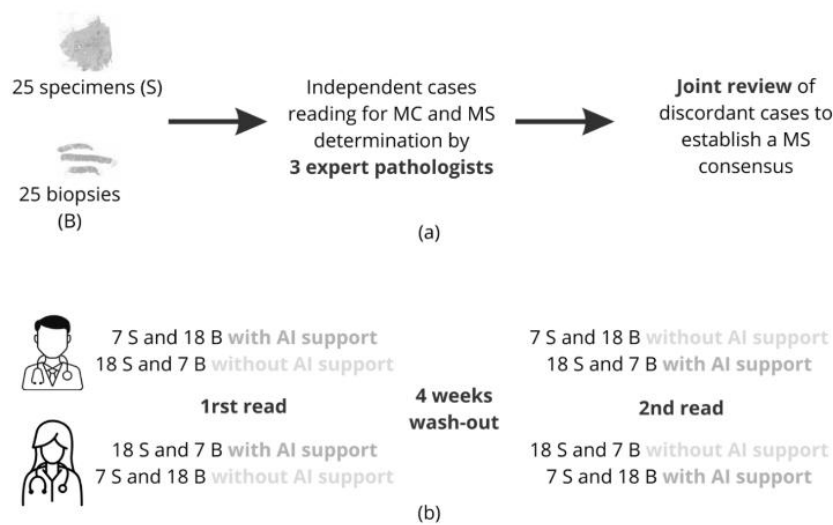 25 specimens (S)
25 biopsies
(B)
Independent cases
reading for MC and MS
determination by
3 expert pathologists
Joint review of
discordant cases to
establish a MS
consensus
(a)
7 S and 18 B with AI support
18 S and 7 B without AI support
1rst read
18 S and 7 B with AI support
7 S and 18 B without AI support
4 weeks
wash-out
7 S and 18 B without AI support
18 S and 7 B with AI support
2nd read
18 S and 7 B without AI support
7 S and 18 B with AI support
(b)